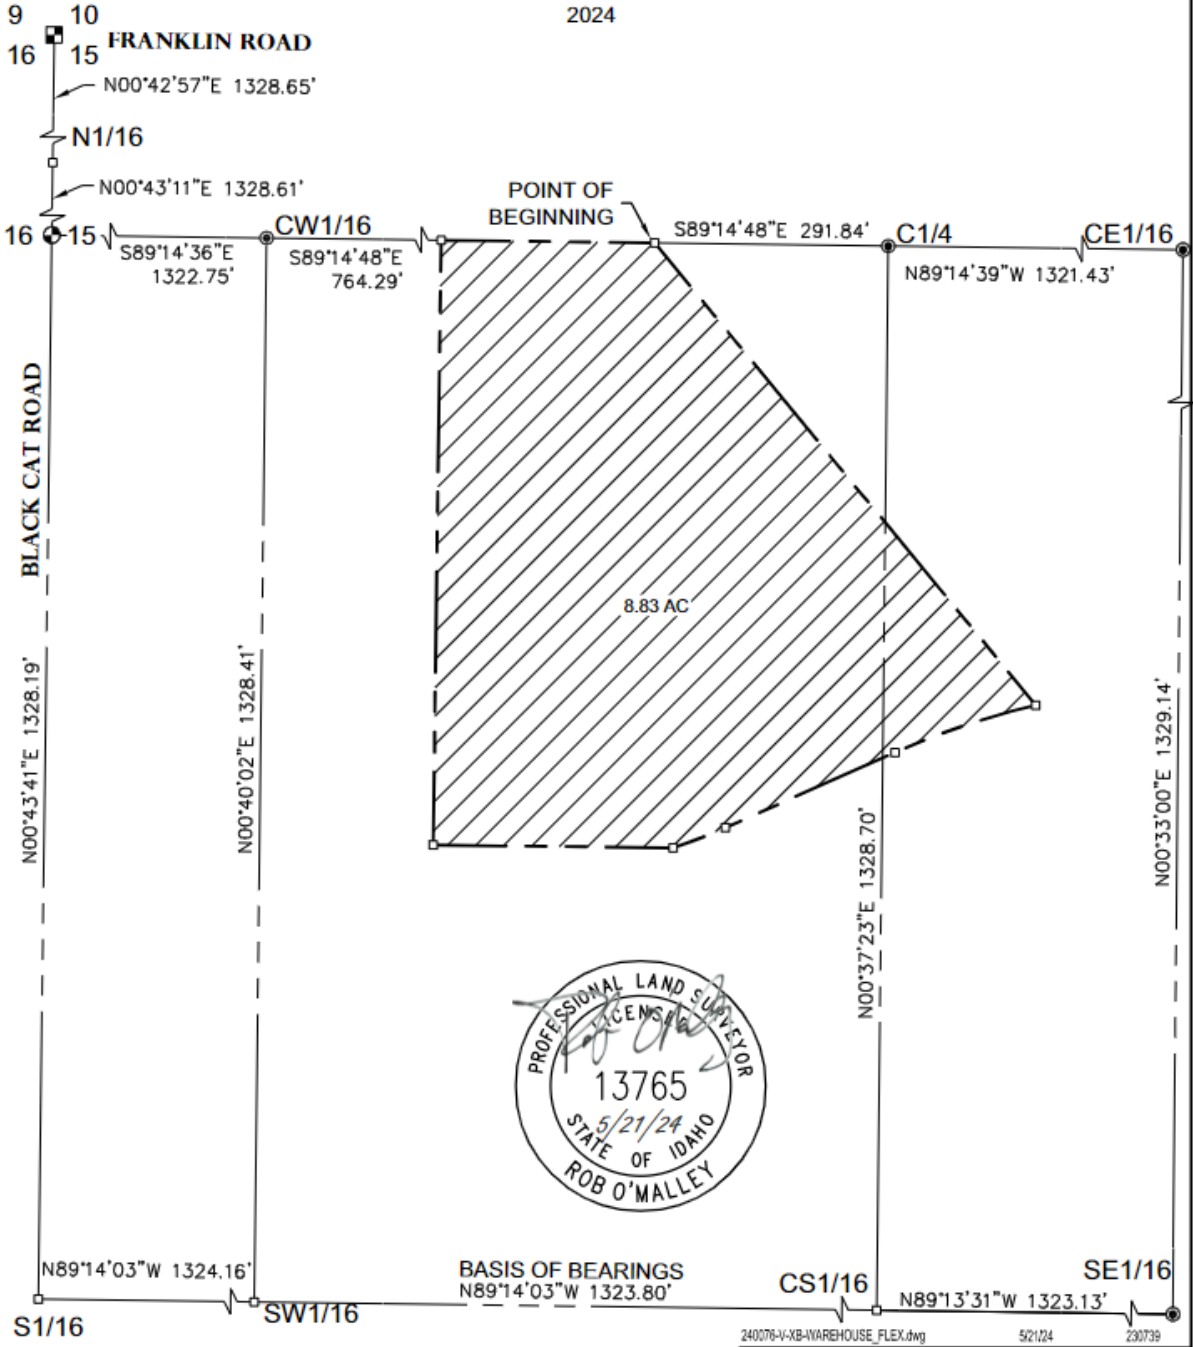 2024
9 10
16 15 FRANKLIN ROAD
N00°42'57"E 1328.65'
N1/16
N00°43'11"E 1328.61'
POINT OF
BEGINNING
16 15
CW1/16
S89°14'48"E 291.84'
C1/4
CE1/16
S89°14'36"E
1322.75'
S89°14'48"E
764.29'
N89°14'39"W 1321.43'
BLACK CAT ROAD
8.83 AC
N00°43'41"E 1328.19'
N00°40'02"E 1328.41'
N00°37'23"E 1328.70'
N00°33'00"E 1329.14'
PROFESSIONAL LAND SURVEYOR
LICENSED
13765
5/21/24
STATE OF IDAHO
ROB O'MALLEY
N89°14'03"W 1324.16'
BASIS OF BEARINGS
N89°14'03"W 1323.80'
CS1/16
N89°13'31"W 1323.13'
SE1/16
S1/16
SW1/16
240076-V-XB-WAREHOUSE_FLEX.dwg 5/21/24 230739